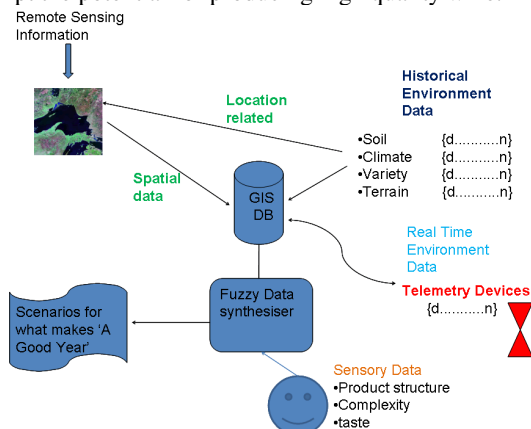 Remote Sensing
Information
Historical
Environment
Data
Location
related
•Soil {d...........n}
•Climate {d...........n}
•Variety {d...........n}
•Terrain {d...........n}
Spatial
data
GIS
DB
Real Time
Environment
Data
Telemetry Devices
{d...........n}
Fuzzy Data
synthesiser
Scenarios for
what makes ‘A
Good Year’
Sensory Data
•Product structure
•Complexity
•taste